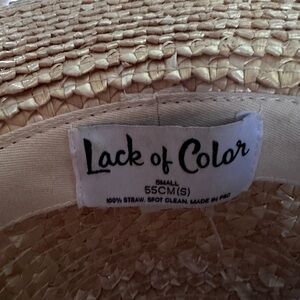 Lack of Color
SMALL
55CM(S)
100% STRAW. SPOT CLEAN. MADE IN PRC